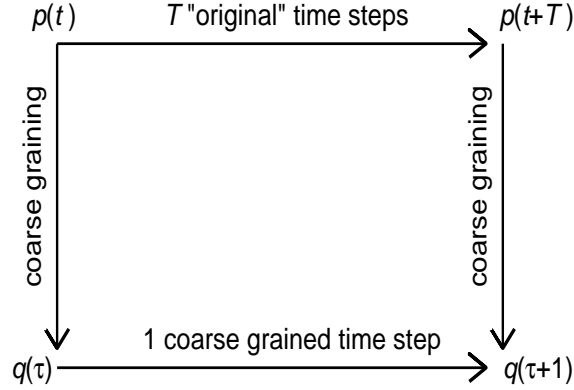 p(t)
T "original" time steps
p(t+T)
coarse graining
coarse graining
1 coarse grained time step
q(τ)
q(τ+1)